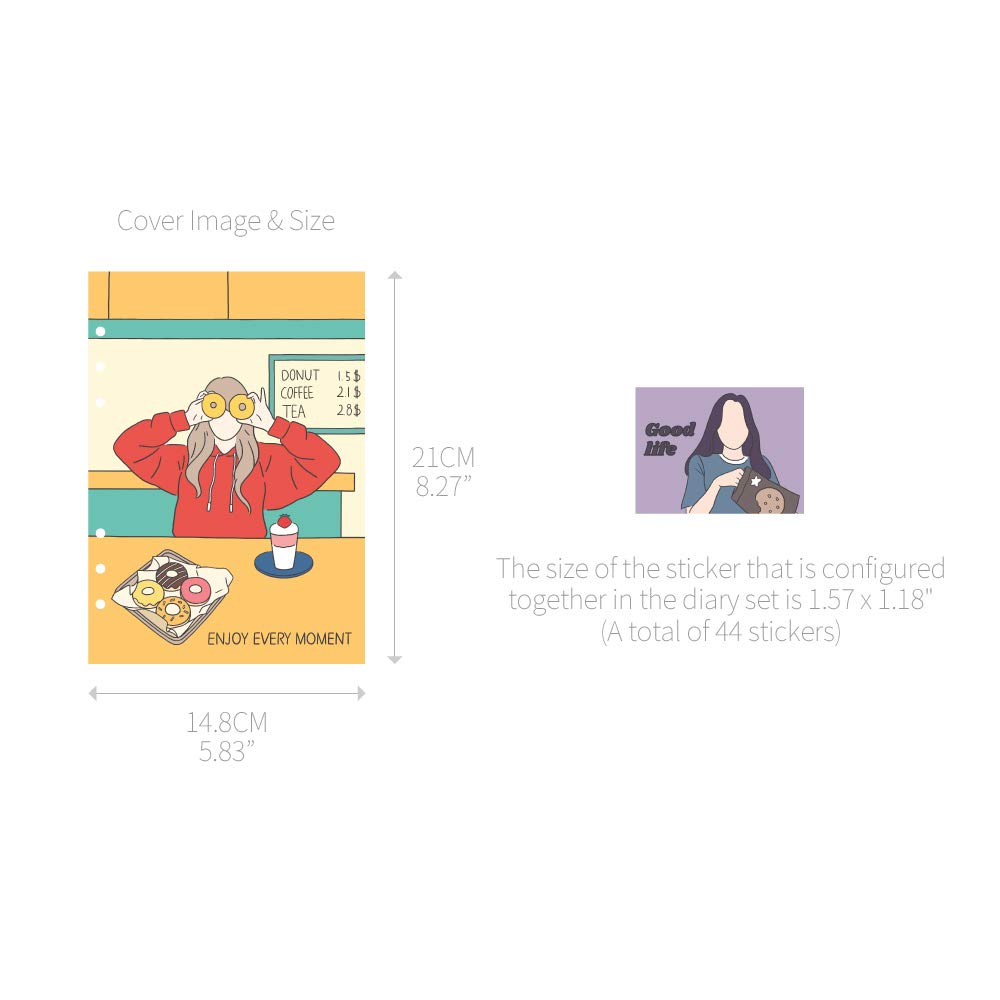 Cover Image & Size
DONUT 1.5$
COFFEE 2.1$
TEA 2.8$
ENJOY EVERY MOMENT
21CM
8.27”
14.8CM
5.83”
Good
life
The size of the sticker that is configured
together in the diary set is 1.57 x 1.18"
(A total of 44 stickers)